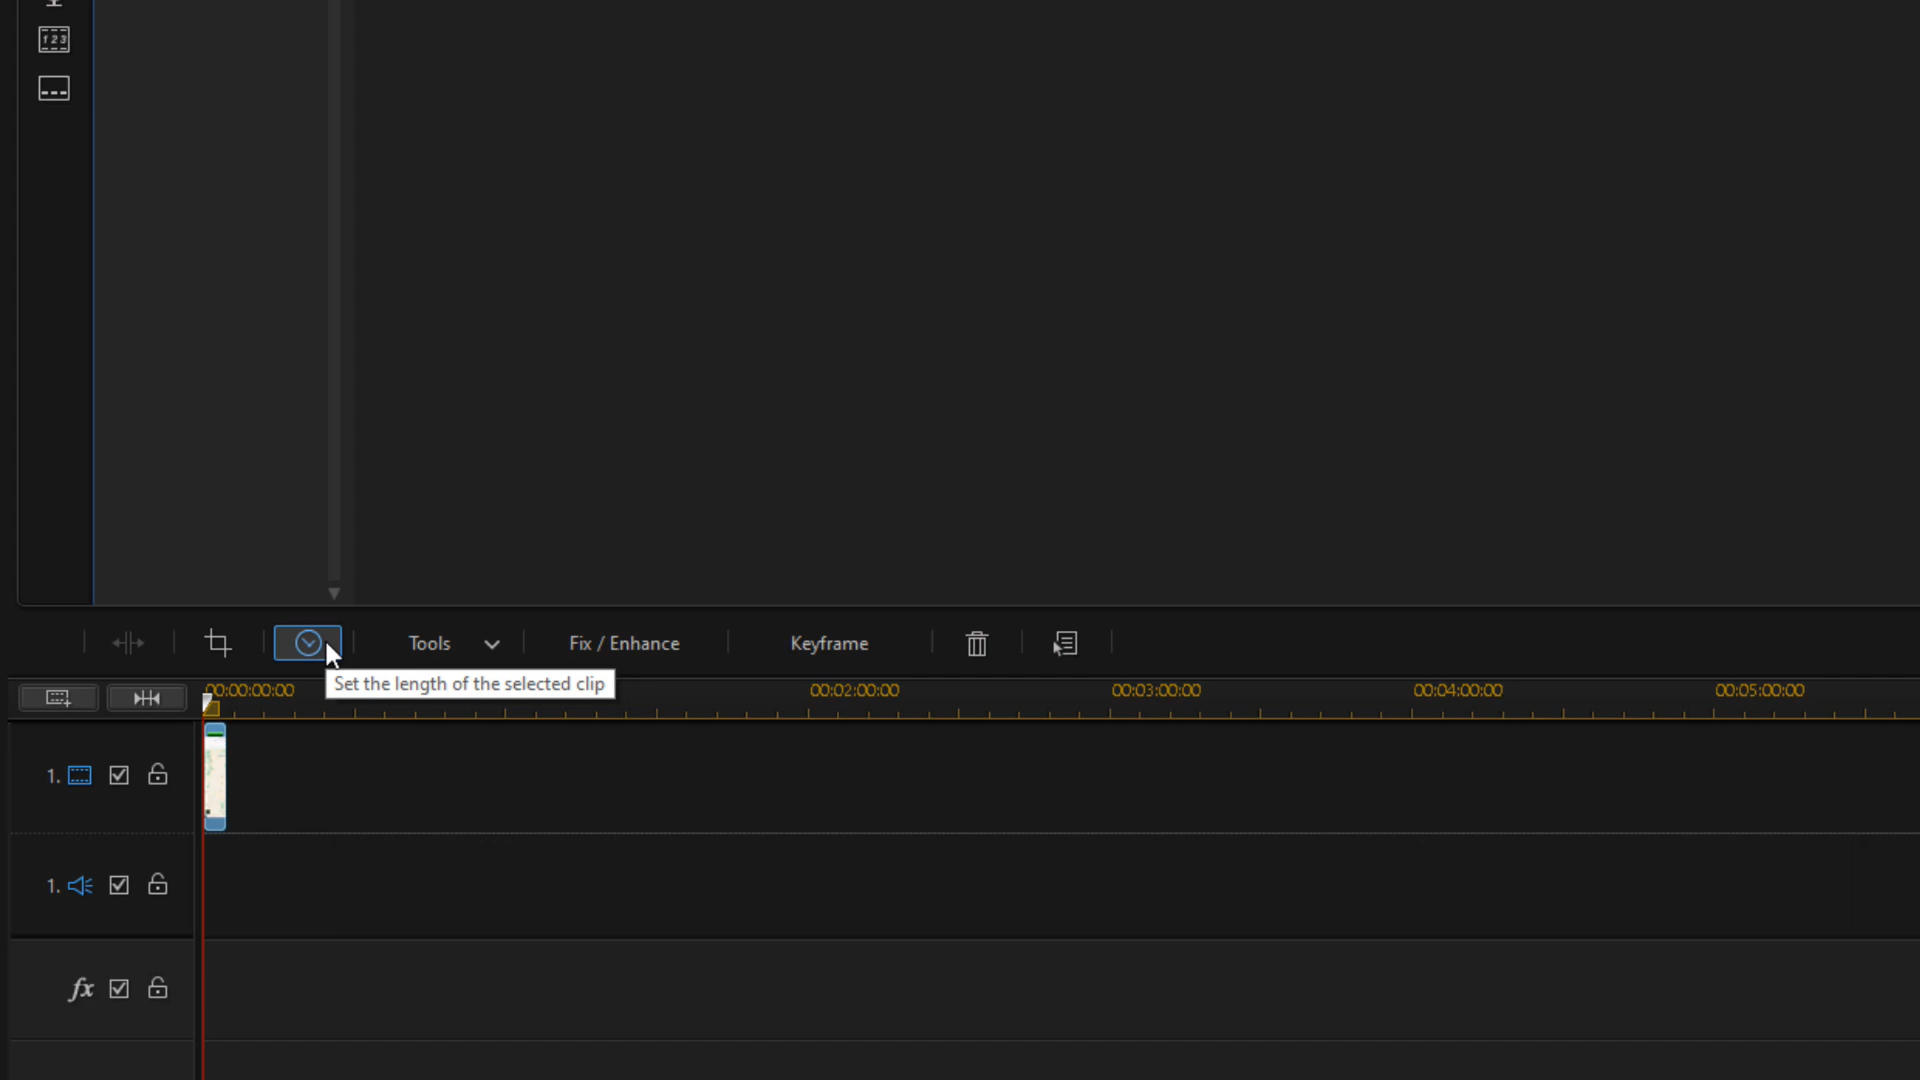 123
Tools
Fix / Enhance
Keyframe
Set the length of the selected clip
00:00:00:00
00:02:00:00
00:03:00:00
00:04:00:00
00:05:00:00
1.
1.
fx